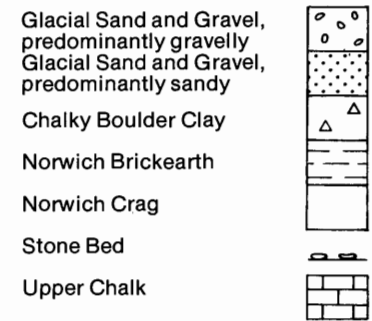 Glacial Sand and Gravel,
predominantly gravelly
Glacial Sand and Gravel,
predominantly sandy
Chalky Boulder Clay
Norwich Brickearth
Norwich Crag
Stone Bed
Upper Chalk